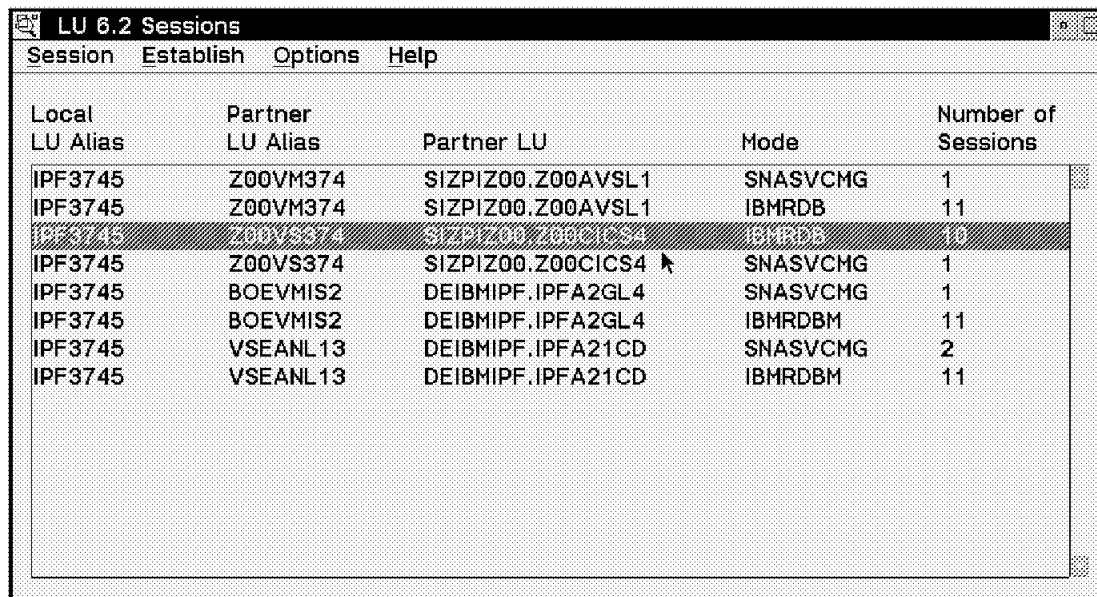 LU 6.2 Sessions
Session Establish Options Help
Local Partner Number of
LU Alias LU Alias Partner LU Mode Sessions
IPF3745 Z00VM374 SIZPIZ00.Z00AVSL1 SNASVCMG 1
IPF3745 Z00VM374 SIZPIZ00.Z00AVSL1 IBMRDB 11
IPF3745 Z00VS374 SIZPIZ00.Z00CICS4 IBMRDB 10
IPF3745 Z00VS374 SIZPIZ00.Z00CICS4 SNASVCMG 1
IPF3745 BOEVMIS2 DEIBMIPF.IPFA2GL4 SNASVCMG 1
IPF3745 BOEVMIS2 DEIBMIPF.IPFA2GL4 IBMRDBM 11
IPF3745 VSEANL13 DEIBMIPF.IPFA21CD SNASVCMG 2
IPF3745 VSEANL13 DEIBMIPF.IPFA21CD IBMRDBM 11